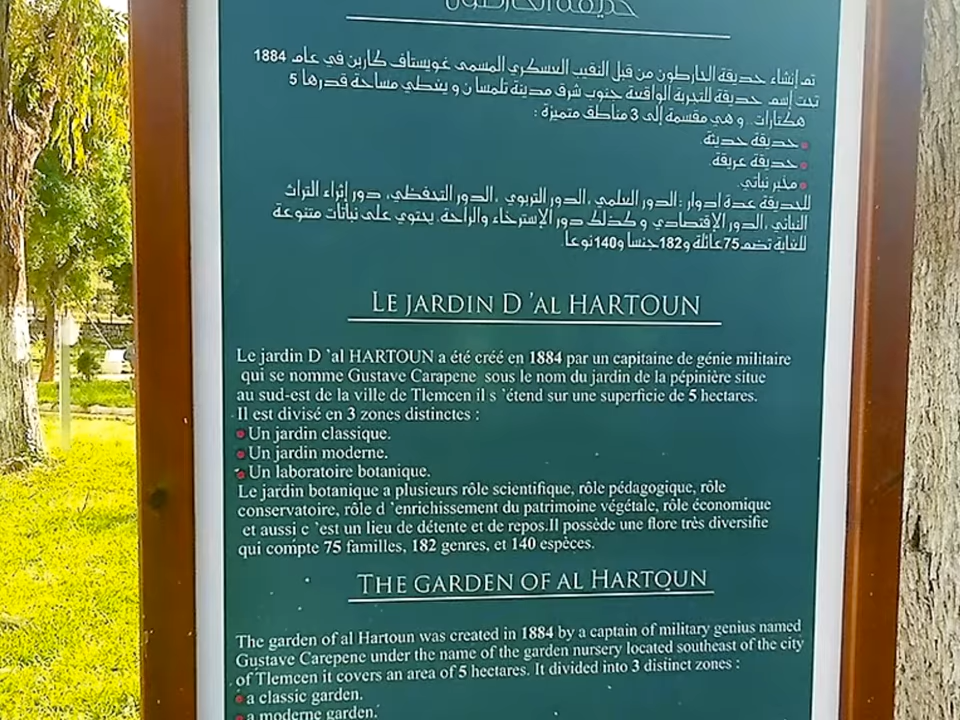 حديقة الحارطون
تم إنشاء حديقة الحارطون من قبل النقيب العسكري المسمى غويستاف كاربن في عام 1884
تحت إسم حديقة للتجربة الواقعة جنوب شرق مدينة تلمسان و يغطي مساحة قدرها 5
هكتارات. و هي مقسمة إلى 3 مناطق متميزة :
حديقة حديثة
حديقة عريقة
مخبر نباتي.
للحديقة عدة ادوار : الدور العلمي ،الدور التربوي ،الدور التحفظي، دور إثراء التراث
النباتي ،الدور الإقتصادي و كذلك دور الإسترخاء والراحة. يحتوي على نباتات متنوعة
للغاية تضم 75عائلة و182جنسا و140نوعا.
LE JARDIN D 'AL HARTOUN
Le jardin D 'al HARTOUN a été créé en 1884 par un capitaine de génie militaire
qui se nomme Gustave Carapene sous le nom du jardin de la pépinière situe
au sud-est de la ville de Tlemcen il s 'étend sur une superficie de 5 hectares.
Il est divisé en 3 zones distinctes :
Un jardin classique.
Un jardin moderne.
Un laboratoire botanique.
Le jardin botanique a plusieurs rôle scientifique, rôle pédagogique, rôle
conservatoire, rôle d 'enrichissement du patrimoine végétale, rôle économique
et aussi c 'est un lieu de détente et de repos.Il possède une flore très diversifie
qui compte 75 familles, 182 genres, et 140 espèces.
THE GARDEN OF AL HARTOUN
The garden of al Hartoun was created in 1884 by a captain of military genius named
Gustave Carepene under the name of the garden nursery located southeast of the city
of Tlemcen it covers an area of 5 hectares. It divided into 3 distinct zones :
a classic garden.
a moderne garden.